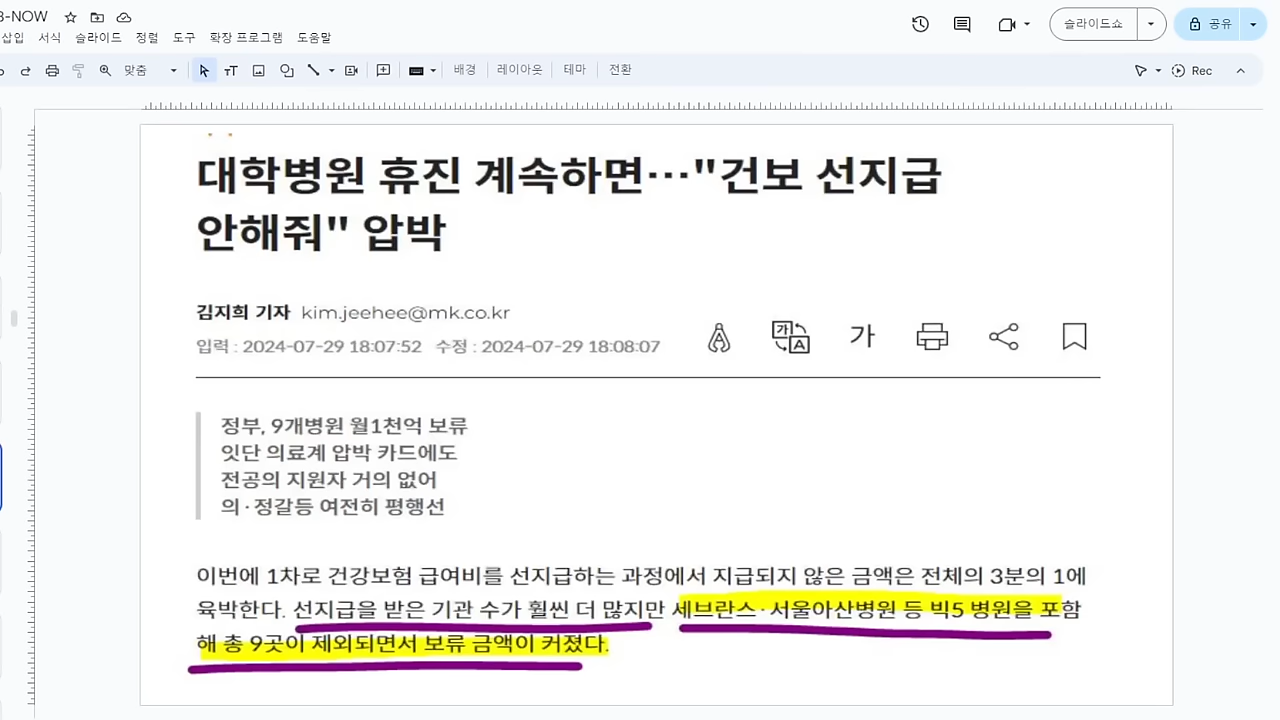 B-NOW
삽입 서식 슬라이드 정렬 도구 확장 프로그램 도움말
슬라이드쇼
공유
맞춤
배경 레이아웃 테마 전환
Rec
대학병원 휴진 계속하면…"건보 선지급
안해줘" 압박
김지희 기자 kim.jeehee@mk.co.kr
입력 : 2024-07-29 18:07:52 수정 : 2024-07-29 18:08:07
가
정부, 9개병원 월1천억 보류
잇단 의료계 압박 카드에도
전공의 지원자 거의 없어
의·정갈등 여전히 평행선
이번에 1차로 건강보험 급여비를 선지급하는 과정에서 지급되지 않은 금액은 전체의 3분의 1에
육박한다. 선지급을 받은 기관 수가 훨씬 더 많지만 세브란스·서울아산병원 등 빅5 병원을 포함
해 총 9곳이 제외되면서 보류 금액이 커졌다.